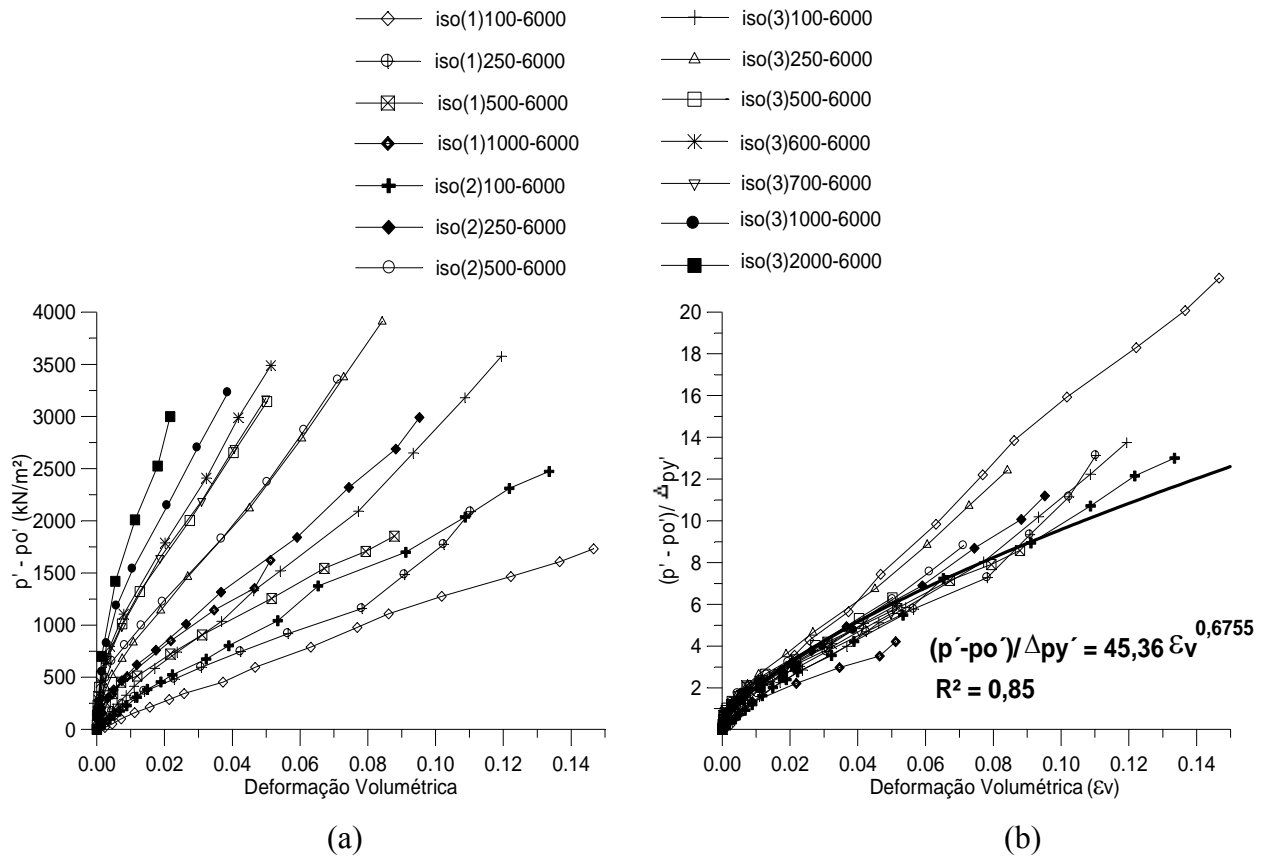 iso(1)100-6000
iso(1)250-6000
iso(1)500-6000
iso(1)1000-6000
iso(2)100-6000
iso(2)250-6000
iso(2)500-6000
iso(3)100-6000
iso(3)250-6000
iso(3)500-6000
iso(3)600-6000
iso(3)700-6000
iso(3)1000-6000
iso(3)2000-6000
4000
3500
3000
2500
2000
1500
1000
500
0
p' - po' (kN/m²)
0.00 0.02 0.04 0.06 0.08 0.10 0.12 0.14
Deformação Volumétrica
(a)
20
18
16
14
12
10
8
6
4
2
(p' - po')/ Δpy'
(p´-po´)/ Δpy´ = 45,36 εv^0,6755
R² = 0,85
0.00 0.02 0.04 0.06 0.08 0.10 0.12 0.14
Deformação Volumétrica (εv)
(b)